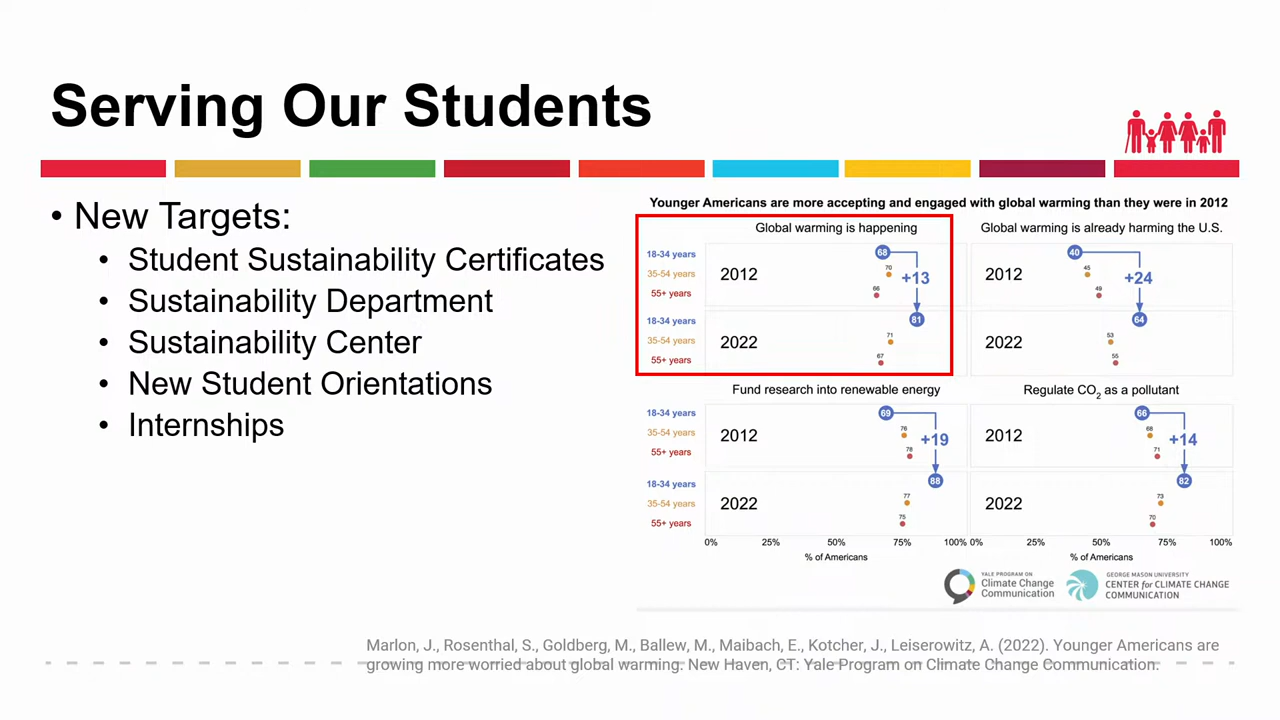 Serving Our Students
• New Targets:
• Student Sustainability Certificates
• Sustainability Department
• Sustainability Center
• New Student Orientations
• Internships
Younger Americans are more accepting and engaged with global warming than they were in 2012
Global warming is happening
18-34 years 68
35-54 years 2012 70 +13
55+ years 66
18-34 years 81
35-54 years 2022 71
55+ years 67
Global warming is already harming the U.S.
40
2012 45 +24
49
64
2022 53
55
Fund research into renewable energy
18-34 years 69
35-54 years 2012 76 +19
55+ years 78
18-34 years 88
35-54 years 2022 77
55+ years 75
0% 25% 50% 75% 100%
% of Americans
Regulate CO2 as a pollutant
66
2012 68 +14
71
82
2022 73
70
0% 25% 50% 75% 100%
% of Americans
YALE PROGRAM ON
Climate Change
Communication
GEORGE MASON UNIVERSITY
CENTER for CLIMATE CHANGE
COMMUNICATION
Marlon, J., Rosenthal, S., Goldberg, M., Ballew, M., Maibach, E., Kotcher, J., Leiserowitz, A. (2022). Younger Americans are
growing more worried about global warming. New Haven, CT: Yale Program on Climate Change Communication.